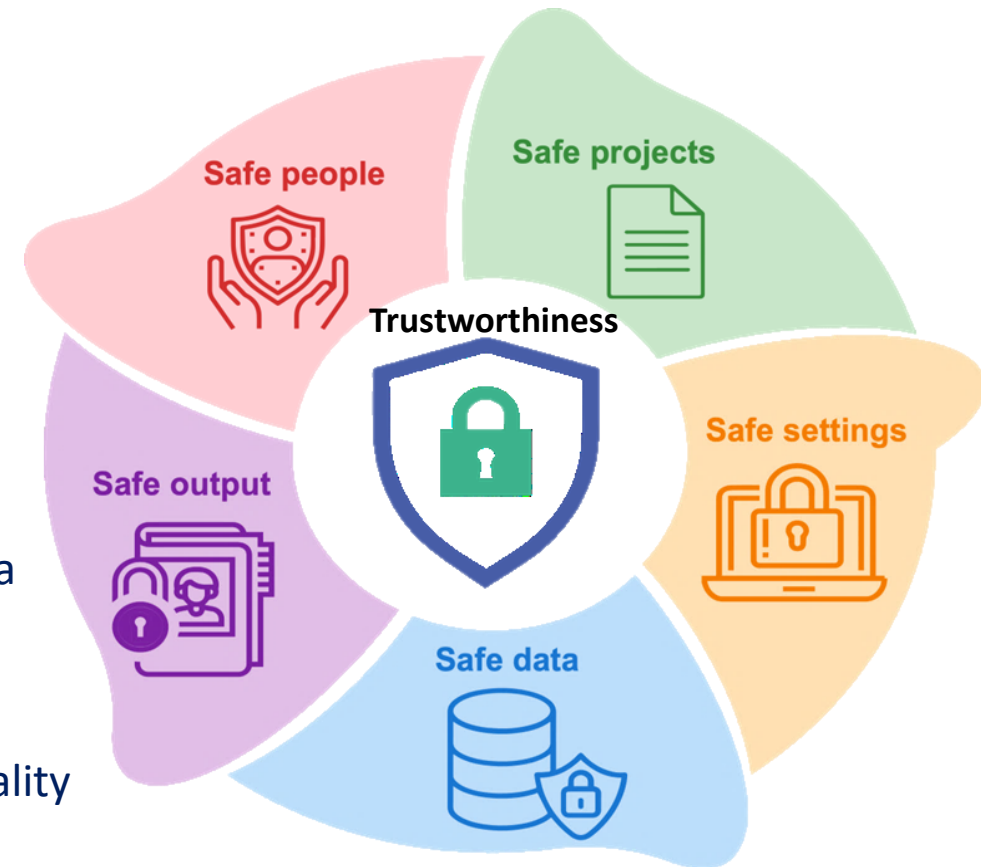 Safe projects
Safe people
Trustworthiness
Safe settings
Safe output
a
Safe data
ality